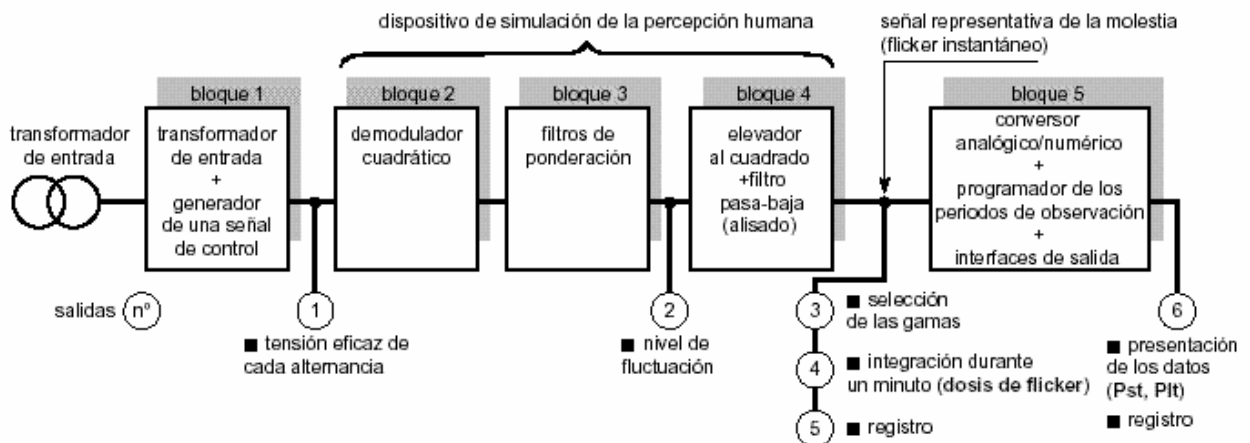 dispositivo de simulación de la percepción humana
señal representativa de la molestia
(flicker instantáneo)
transformador
de entrada
bloque 1
transformador
de entrada
+
generador
de una señal
de control
bloque 2
demodulador
cuadrático
bloque 3
filtros de
ponderación
bloque 4
elevador
al cuadrado
+filtro
pasa-baja
(alisado)
bloque 5
conversor
analógico/numérico
+
programador de los
periodos de observación
+
interfaces de salida
salidas nº
1
■ tensión eficaz de
cada alternancia
2
■ nivel de
fluctuación
3
■ selección
de las gamas
4
■ integración durante
un minuto (dosis de flicker)
5
■ registro
6
■ presentación
de los datos
(Pst, Plt)
■ registro